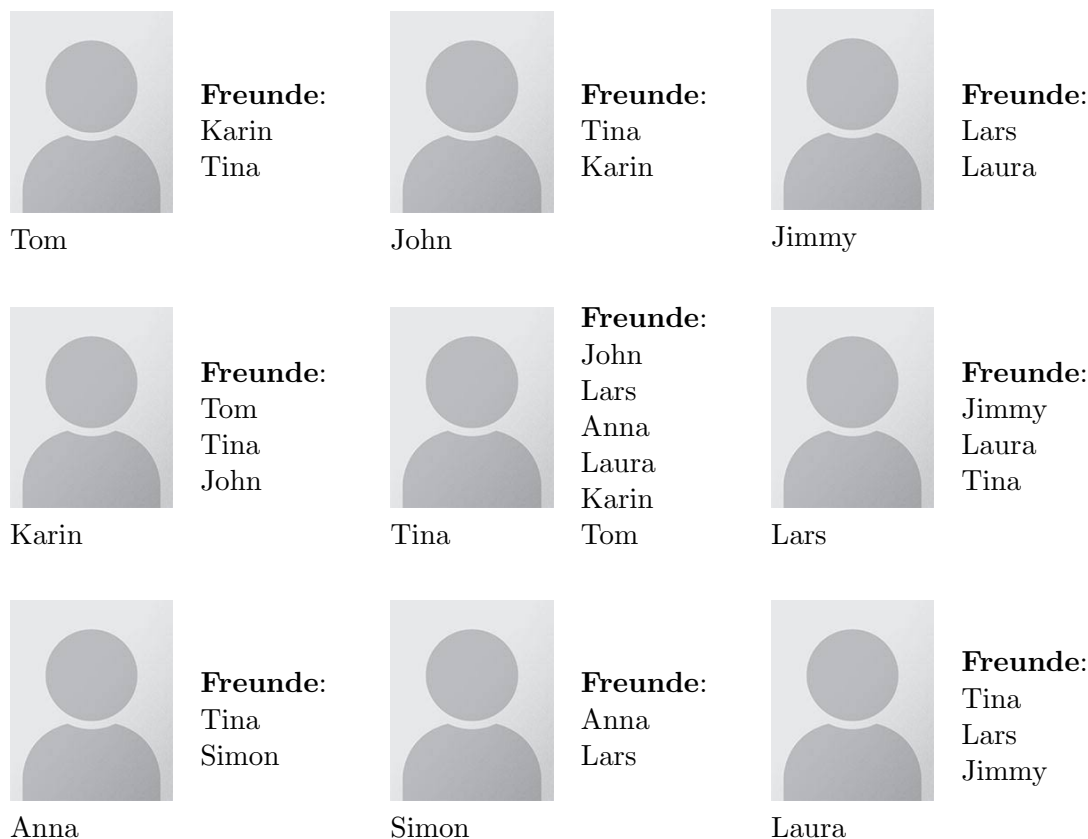 Freunde:
Karin
Tina
Tom
Freunde:
Tina
Karin
John
Freunde:
Lars
Laura
Jimmy
Freunde:
Tom
Tina
John
Karin
Freunde:
John
Lars
Anna
Laura
Karin
Tom
Tina
Freunde:
Jimmy
Laura
Tina
Lars
Freunde:
Tina
Simon
Anna
Freunde:
Anna
Lars
Simon
Freunde:
Tina
Lars
Jimmy
Laura